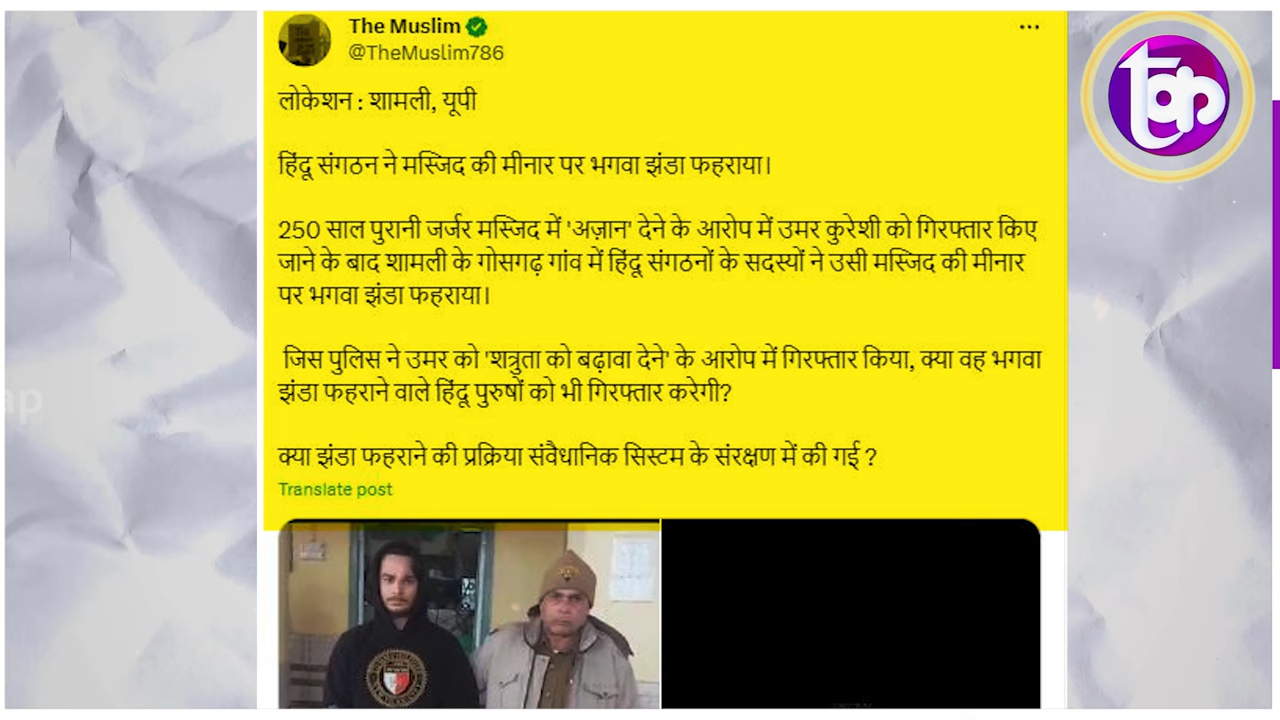 The Muslim
@TheMuslim786
tap
लोकेशन : शामली, यूपी
हिंदू संगठन ने मस्जिद की मीनार पर भगवा झंडा फहराया।
250 साल पुरानी जर्जर मस्जिद में 'अज़ान' देने के आरोप में उमर कुरेशी को गिरफ्तार किए
जाने के बाद शामली के गोसगढ़ गांव में हिंदू संगठनों के सदस्यों ने उसी मस्जिद की मीनार
पर भगवा झंडा फहराया।
जिस पुलिस ने उमर को 'शत्रुता को बढ़ावा देने' के आरोप में गिरफ्तार किया, क्या वह भगवा
झंडा फहराने वाले हिंदू पुरुषों को भी गिरफ्तार करेगी?
ap
क्या झंडा फहराने की प्रक्रिया संवैधानिक सिस्टम के संरक्षण में की गई ?
Translate post